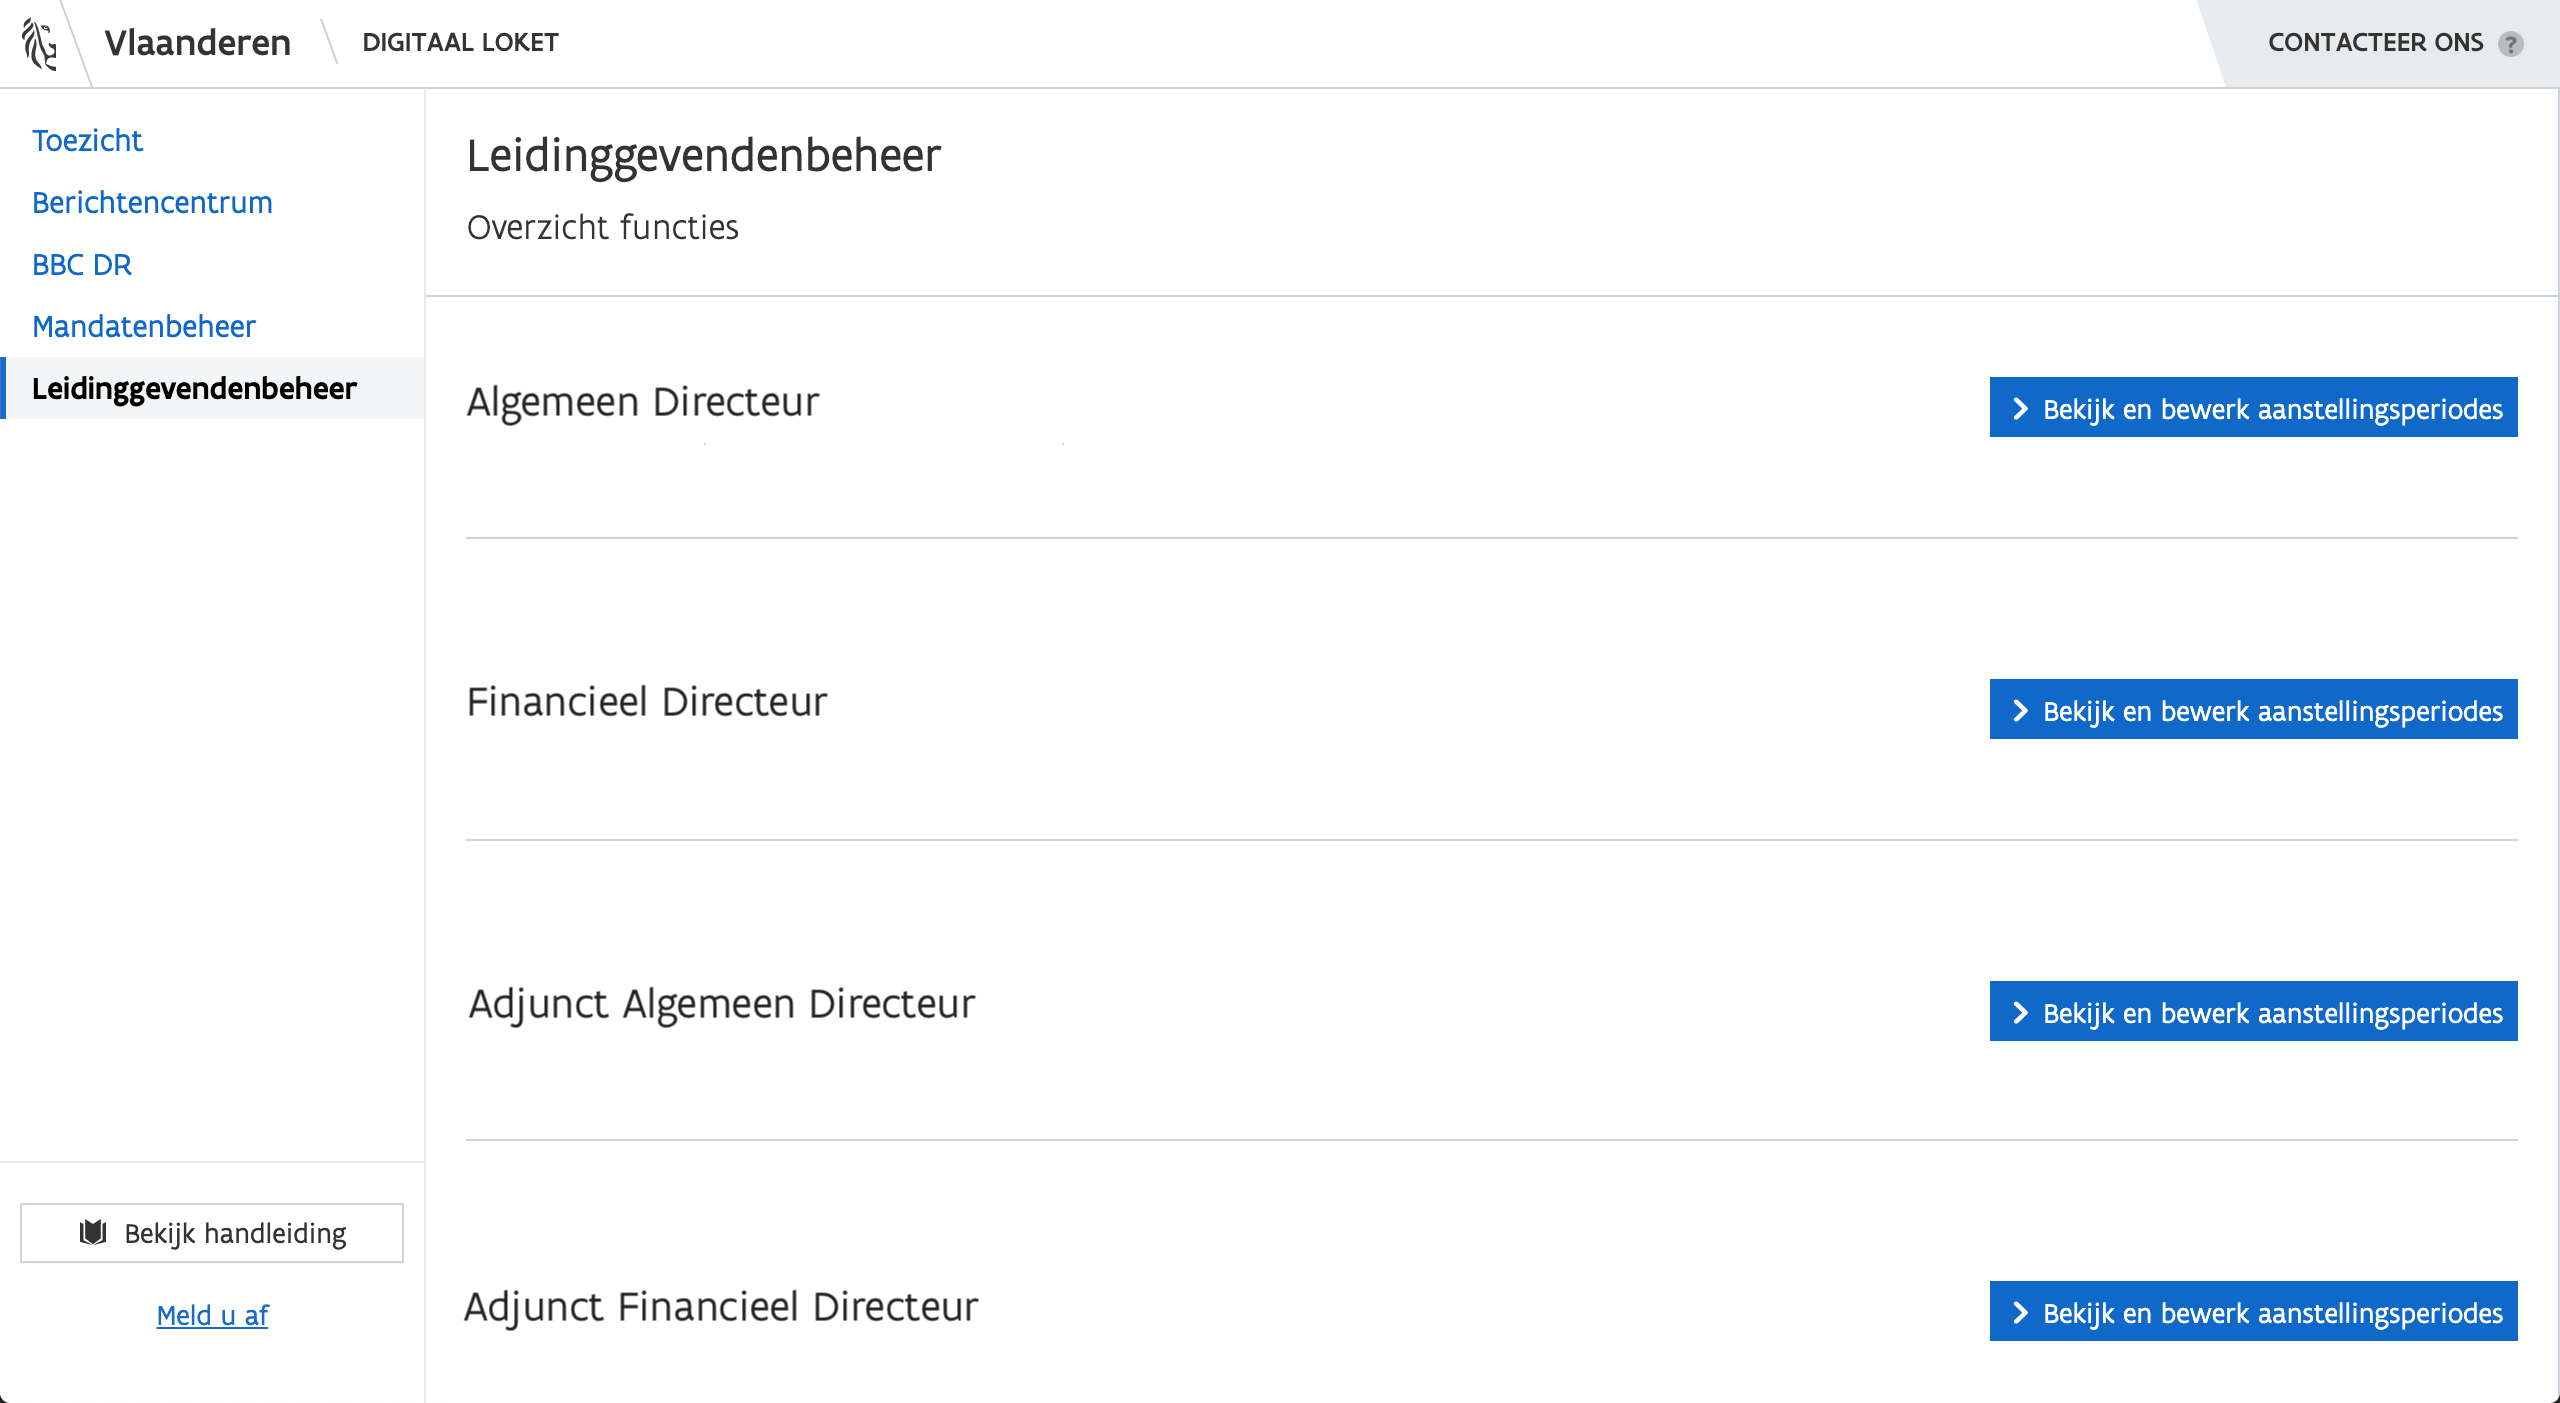 Vlaanderen
DIGITAAL LOKET
CONTACTEER ONS ?
Toezicht
Berichtencentrum
BBC DR
Mandatenbeheer
Leidinggevendenbeheer
Bekijk handleiding
Meld u af
Leidinggevendenbeheer
Overzicht functies
Algemeen Directeur
Bekijk en bewerk aanstellingsperiodes
Financieel Directeur
Bekijk en bewerk aanstellingsperiodes
Adjunct Algemeen Directeur
Bekijk en bewerk aanstellingsperiodes
Adjunct Financieel Directeur
Bekijk en bewerk aanstellingsperiodes